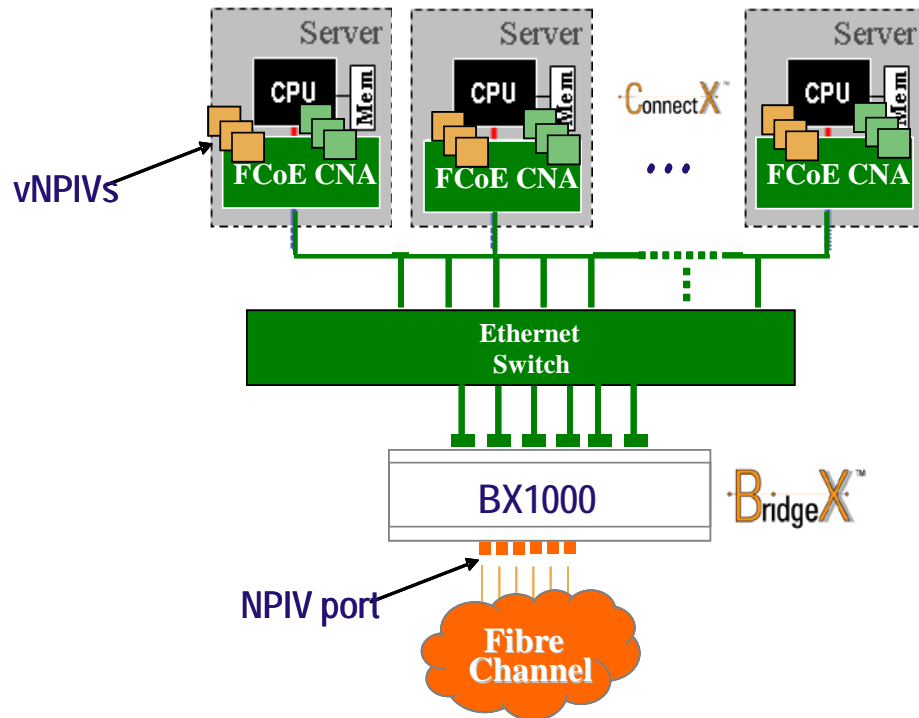 Server
Server
Server
CPU
Mem
CPU
Mem
ConnectX™
CPU
Mem
vNPIVs
FCoE CNA
FCoE CNA
...
FCoE CNA
Ethernet
Switch
BX1000
BridgeX™
NPIV port
Fibre
Channel